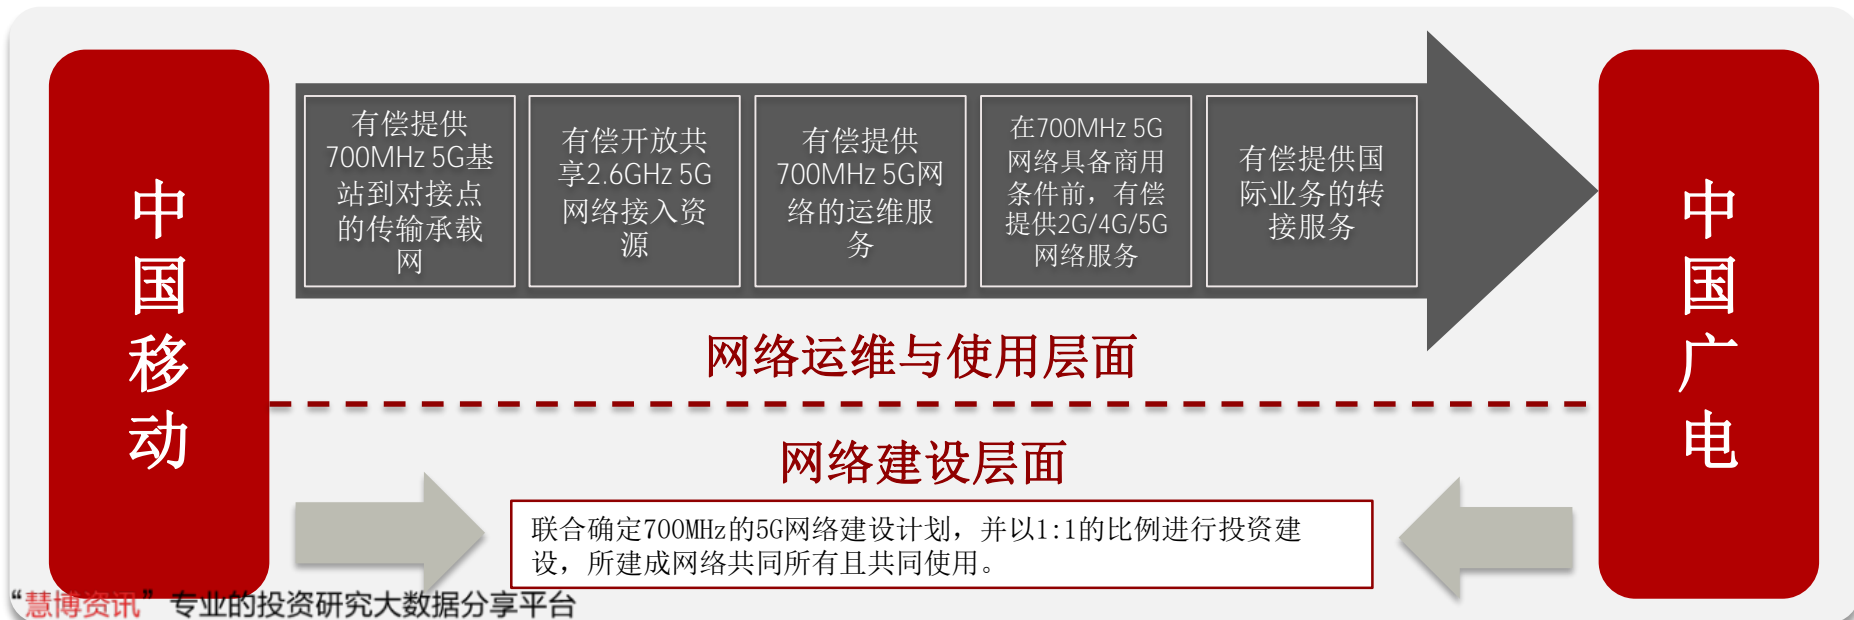 中
国
移
动
有偿提供
700MHz 5G基
站到对接点
的传输承载
网
有偿开放共
享2.6GHz 5G
网络接入资
源
有偿提供
700MHz 5G网
络的运维服
务
在700MHz 5G
网络具备商用
条件前，有偿
提供2G/4G/5G
网络服务
有偿提供国
际业务的转
接服务
中
国
广
电
网络运维与使用层面
网络建设层面
联合确定700MHz的5G网络建设计划，并以1:1的比例进行投资建
设，所建成网络共同所有且共同使用。
“慧博资讯”专业的投资研究大数据分享平台